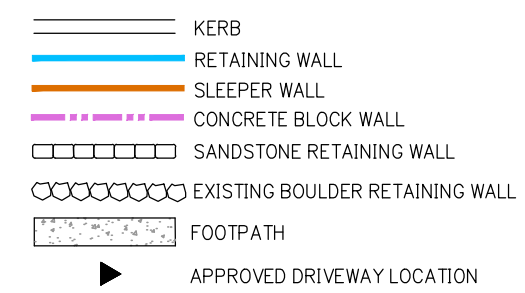 KERB
RETAINING WALL
SLEEPER WALL
CONCRETE BLOCK WALL
SANDSTONE RETAINING WALL
EXISTING BOULDER RETAINING WALL
FOOTPATH
APPROVED DRIVEWAY LOCATION